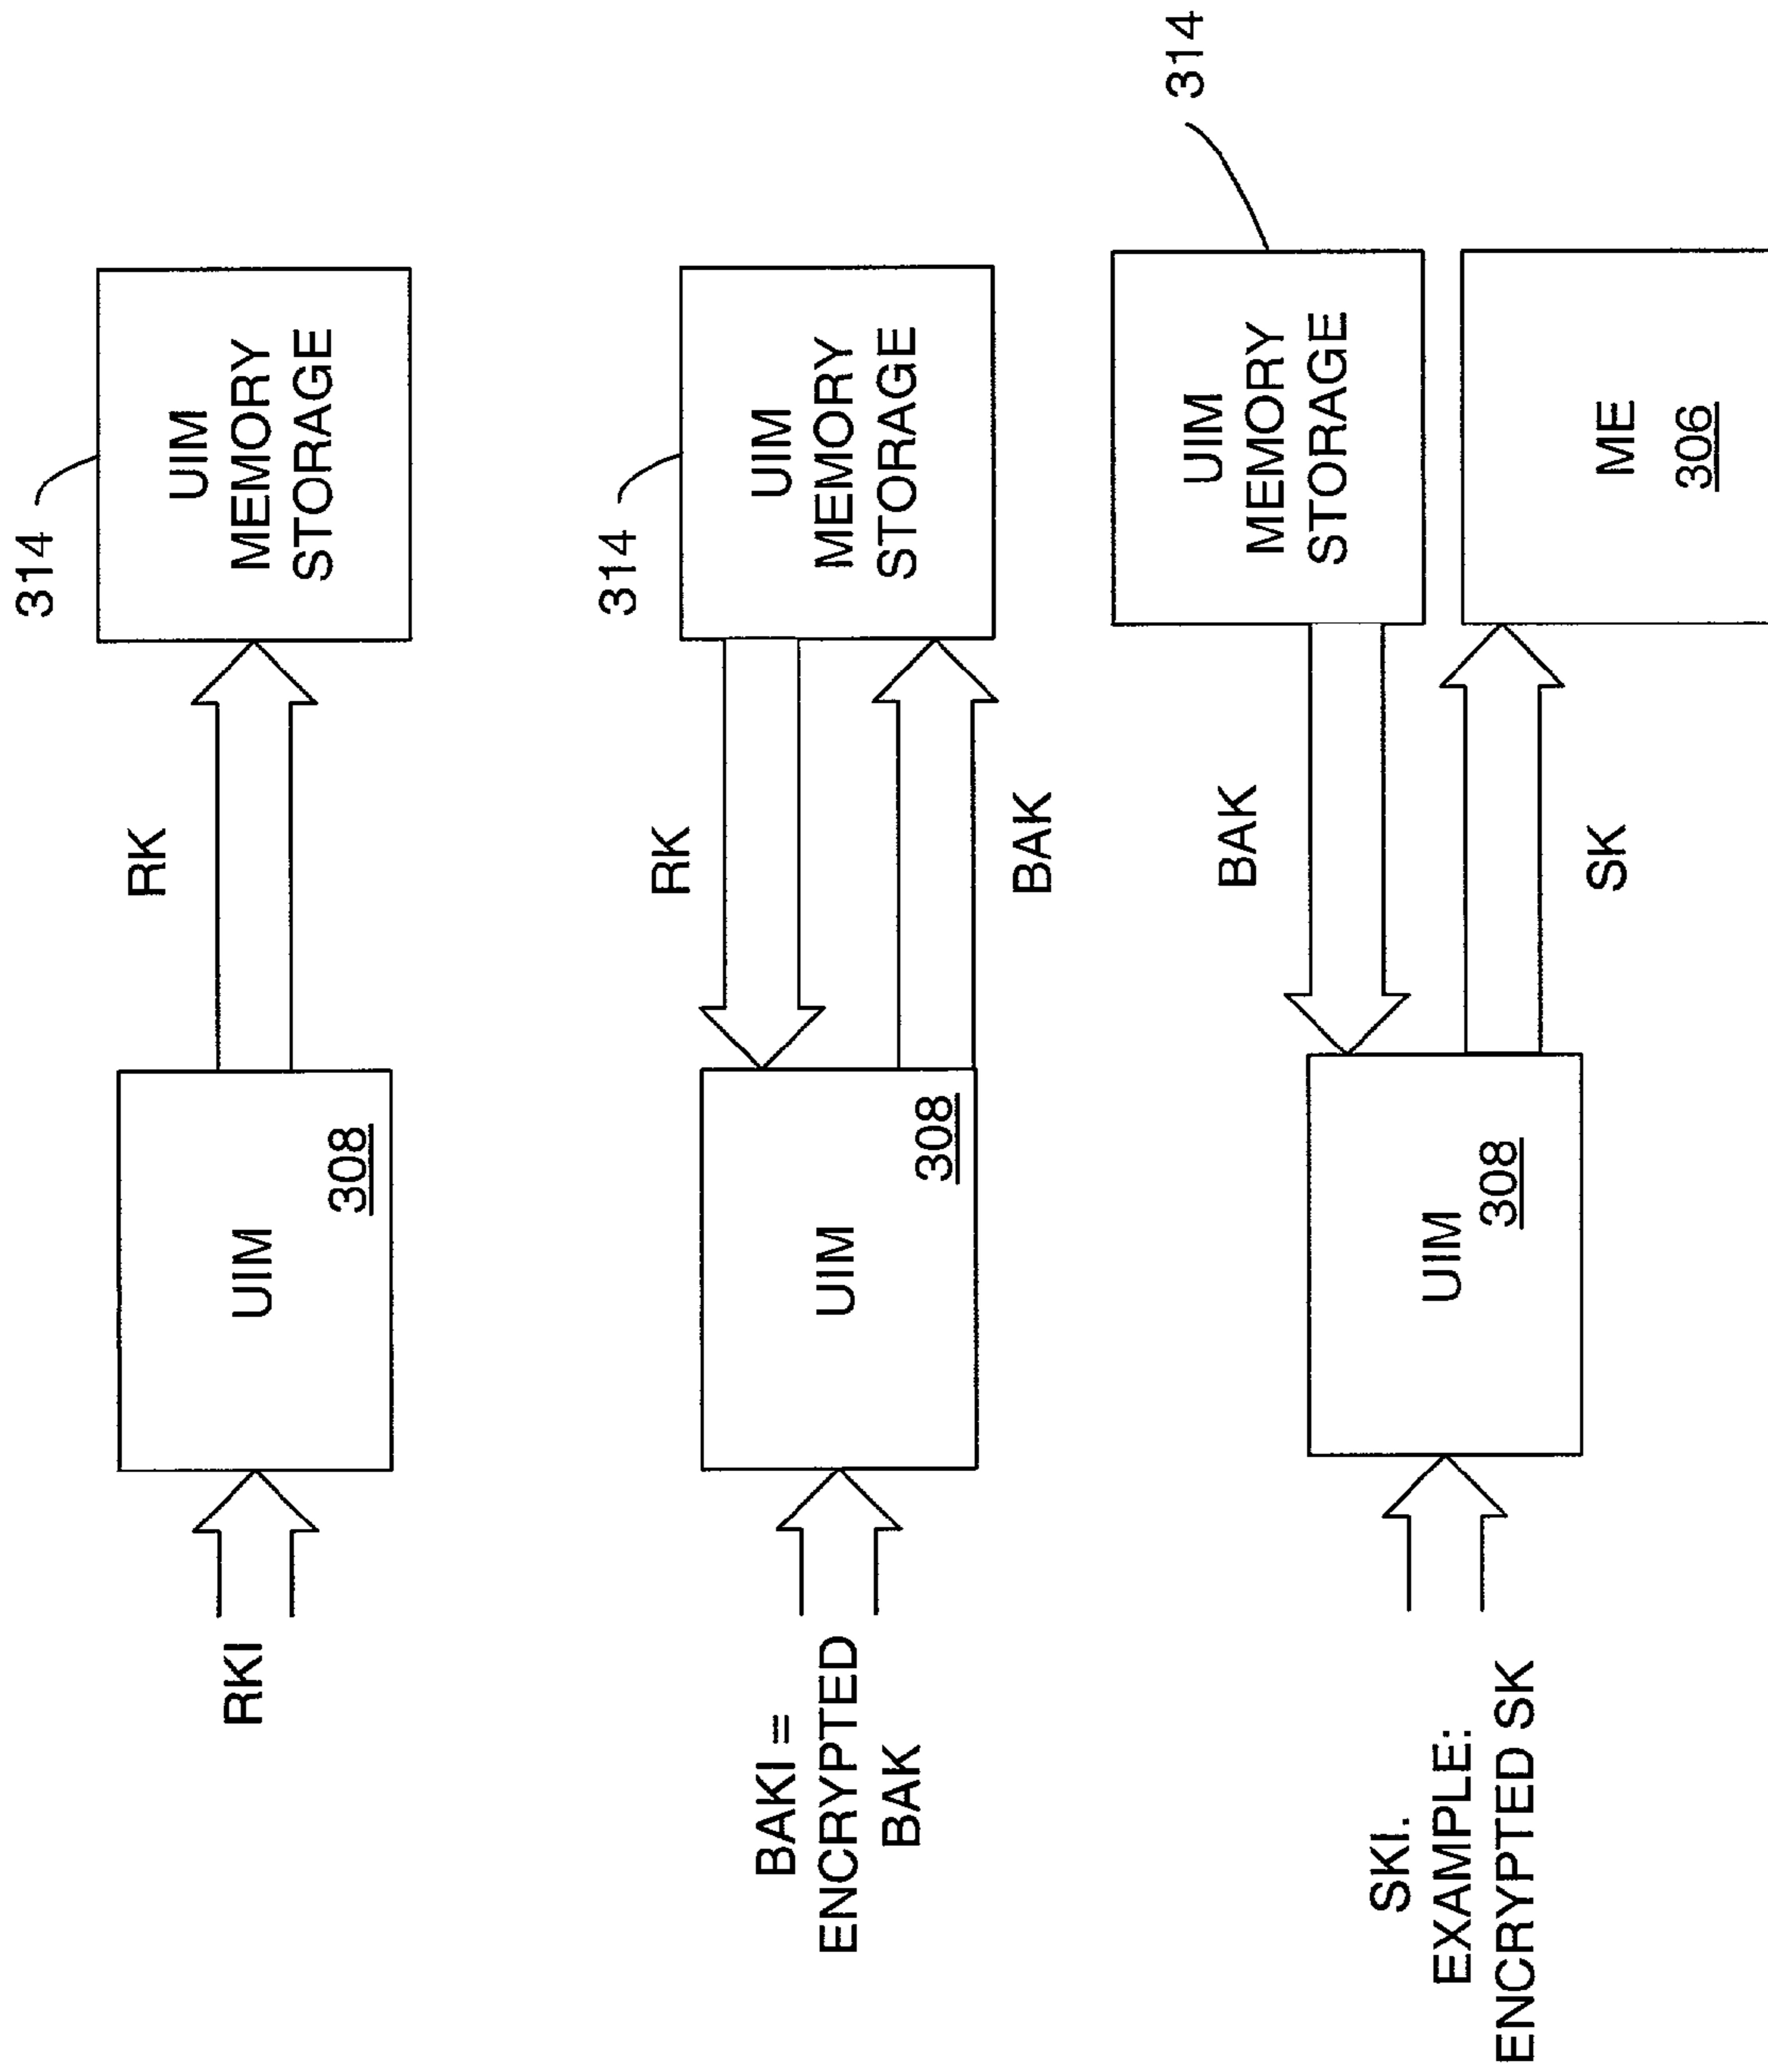 314
RKI
UIM
308
RK
UIM
MEMORY
STORAGE
314
BAKI =
ENCRYPTED
BAK
UIM
308
RK
BAK
UIM
MEMORY
STORAGE
314
SKI.
EXAMPLE:
ENCRYPTED SK
UIM
308
BAK
SK
UIM
MEMORY
STORAGE
ME
306